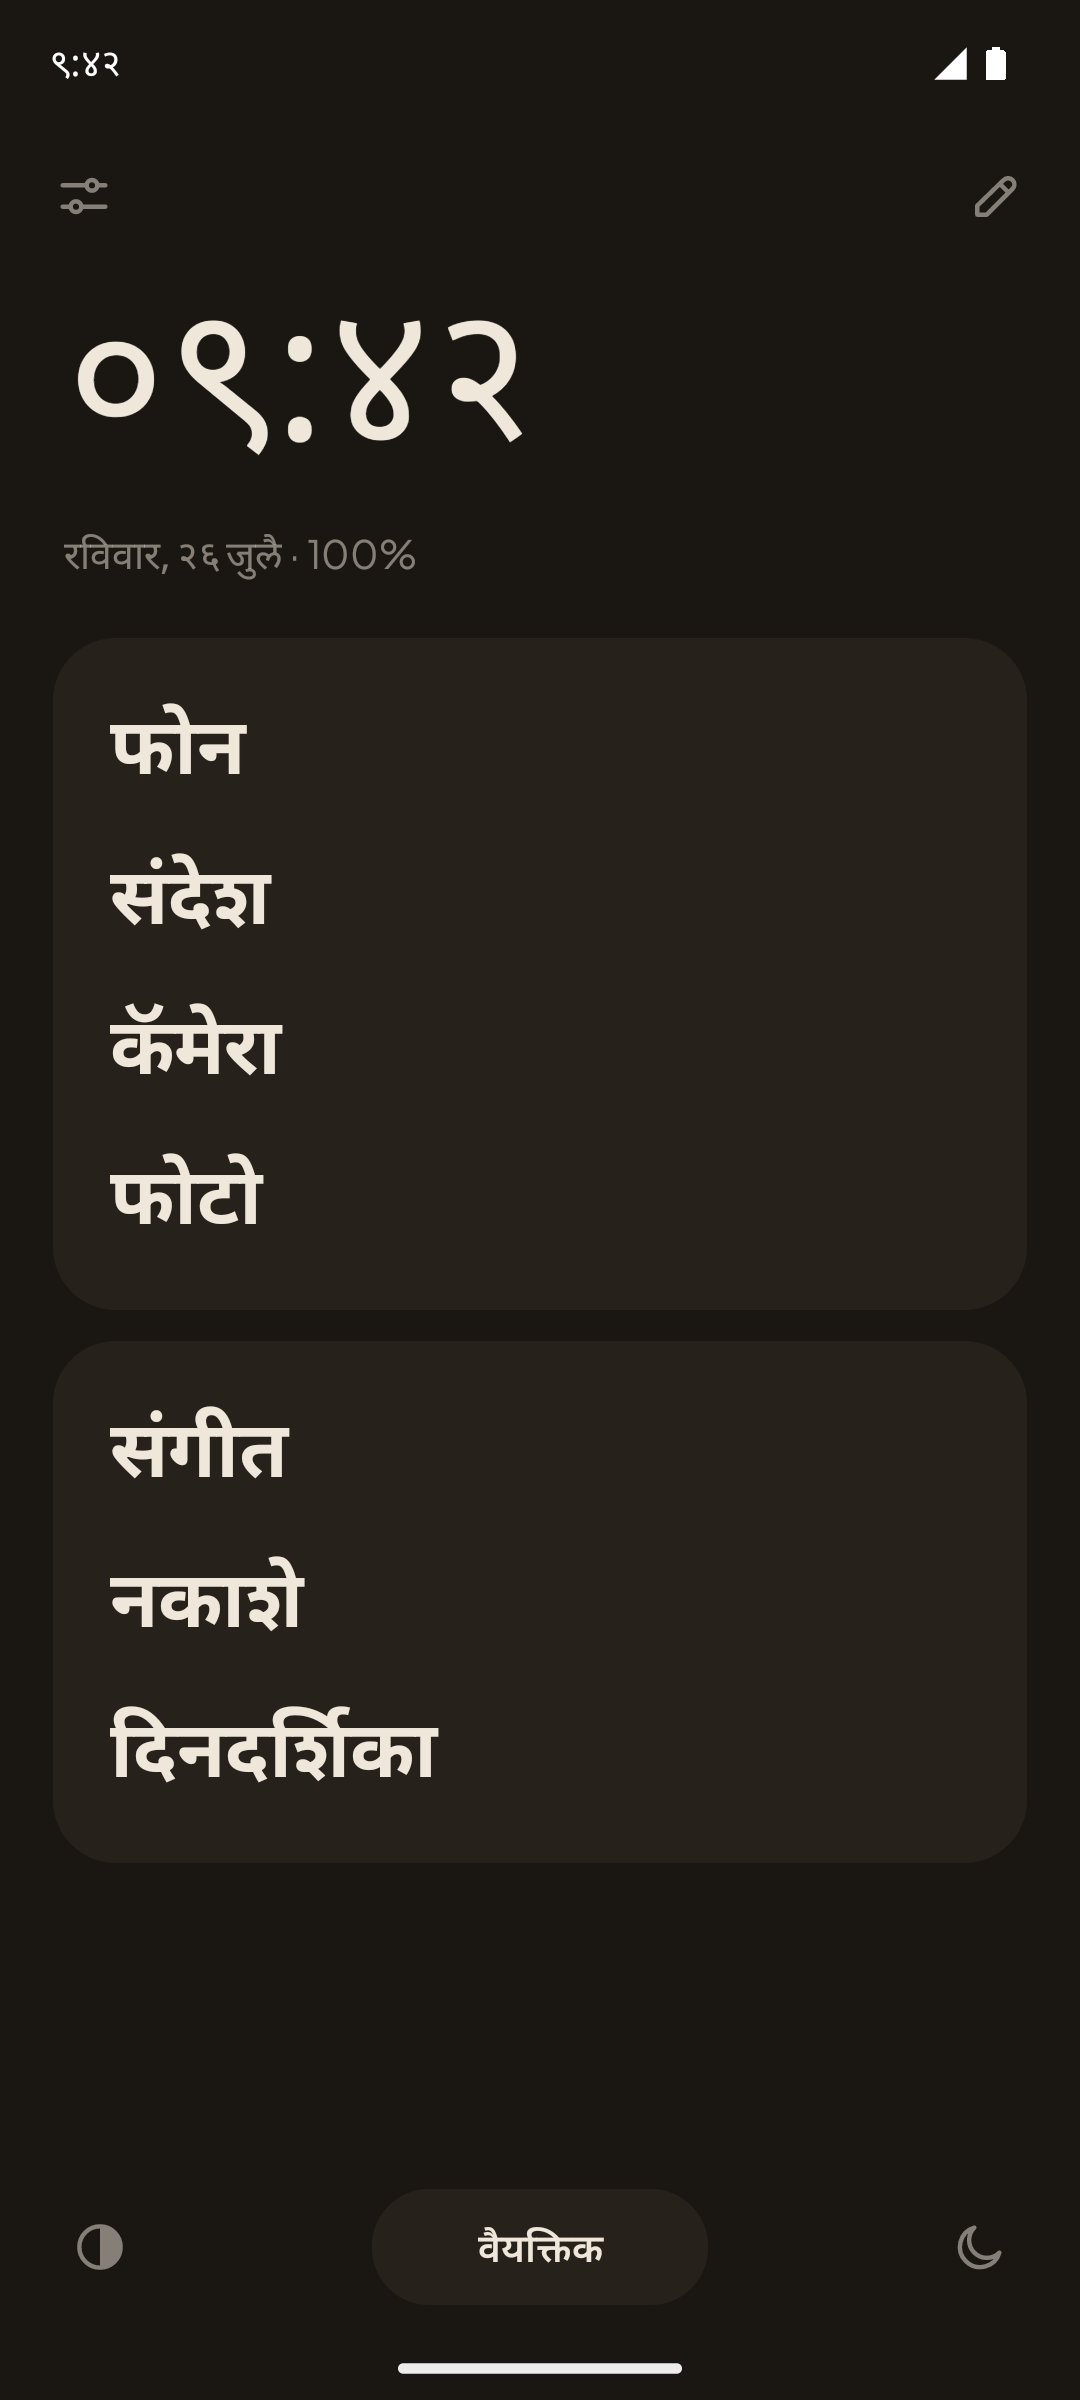 ९:४२
०९:४२
रविवार, २६ जुलै · 100%
फोन
संदेश
कॅमेरा
फोटो
संगीत
नकाशे
दिनदर्शिका
वैयक्तिक